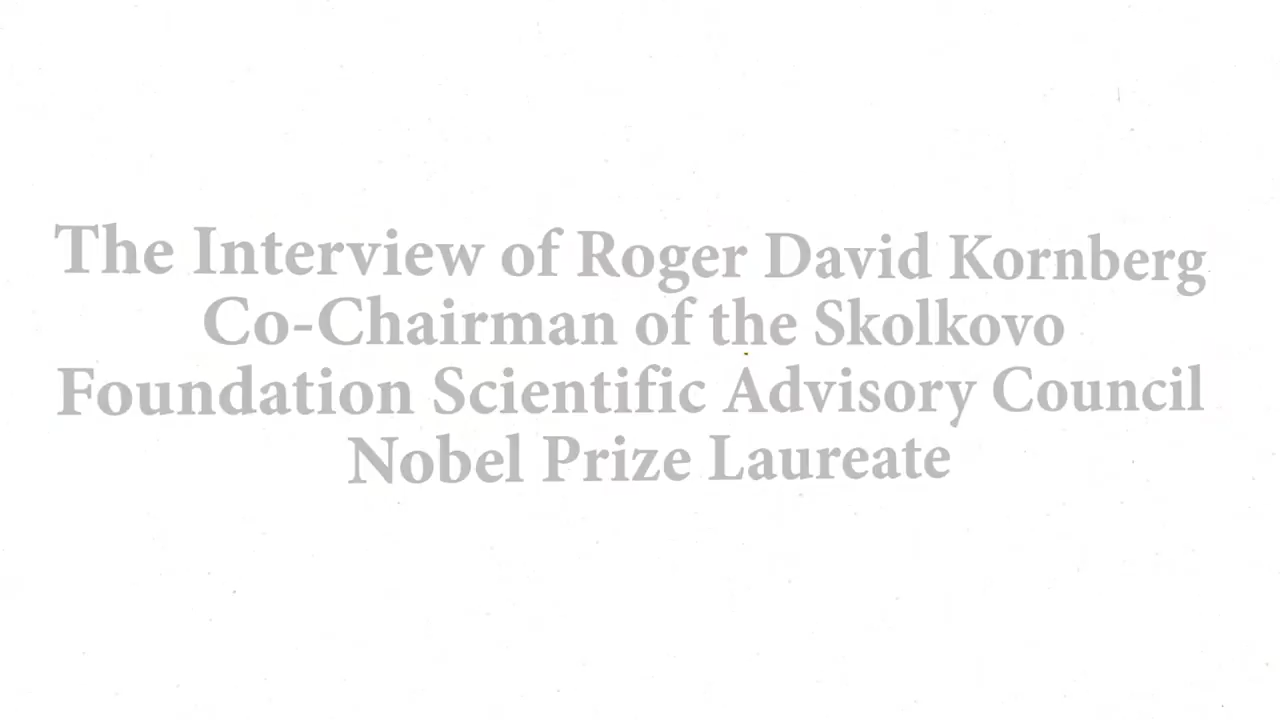 The Interview of Roger David Kornberg
Co-Chairman of the Skolkovo
Foundation Scientific Advisory Council
Nobel Prize Laureate